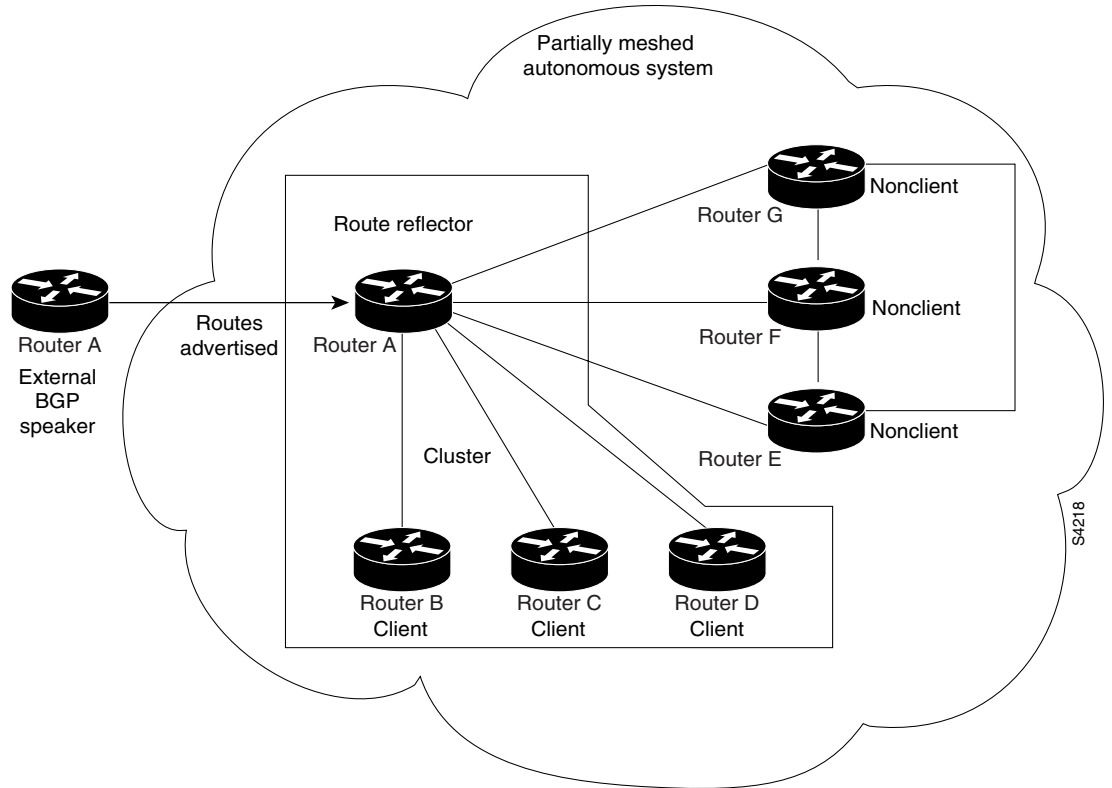 Partially meshed
autonomous system
Nonclient
Router G
Route reflector
Nonclient
Router F
Routes
advertised
Router A
Router A
External
BGP
speaker
Nonclient
Router E
Cluster
S4218
Router B
Client
Router C
Client
Router D
Client